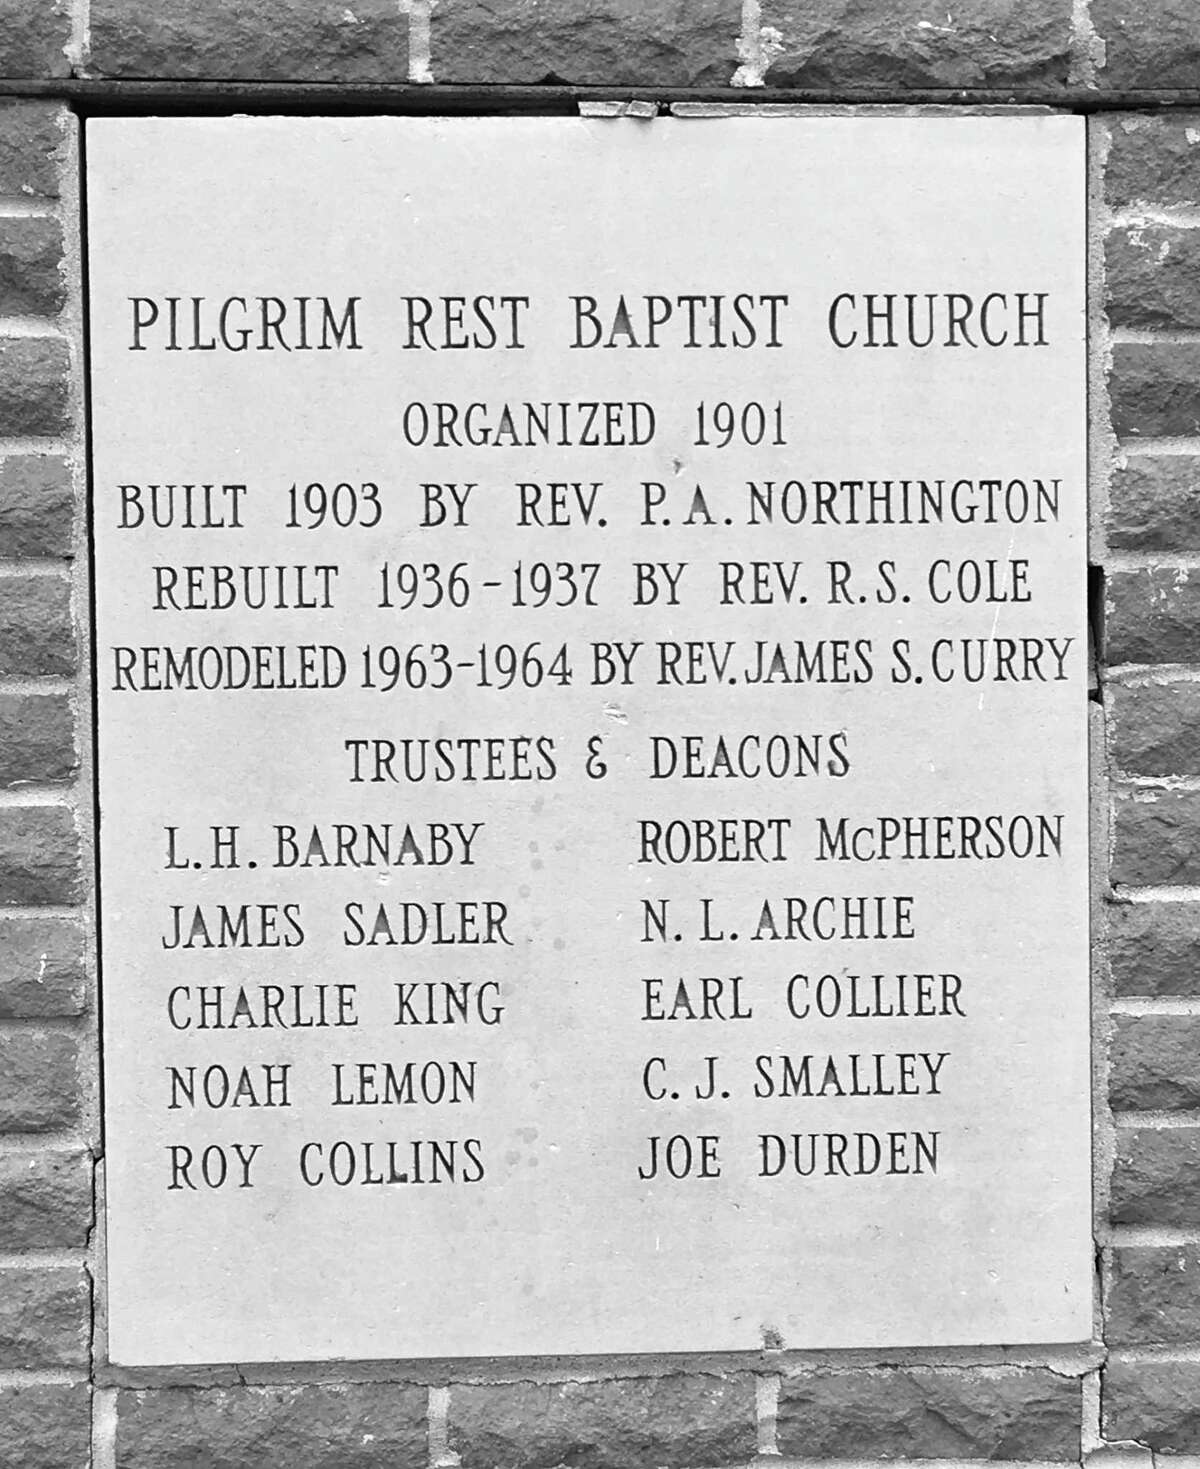 PILGRIM REST BAPTIST CHURCH
ORGANIZED 1901
BUILT 1903 BY REV. P. A. NORTHINGTON
REBUILT 1936-1937 BY REV. R. S. COLE
REMODELED 1963-1964 BY REV. JAMES S. CURRY
TRUSTEES & DEACONS
L. H. BARNABY ROBERT McPHERSON
JAMES SADLER N. L. ARCHIE
CHARLIE KING EARL COLLIER
NOAH LEMON C. J. SMALLEY
ROY COLLINS JOE DURDEN